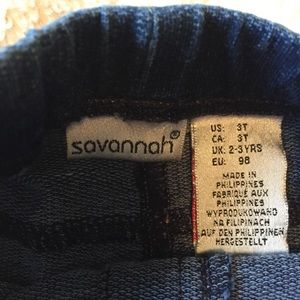 savannah®
US: 3T
CA: 3T
UK: 2-3YRS
EU: 98
MADE IN
PHILIPPINES
FABRIQUÉ AUX
PHILIPPINES
WYPRODUKOWANO
NA FILIPINACH
AUF DEN PHILIPPINEN
HERGESTELLT